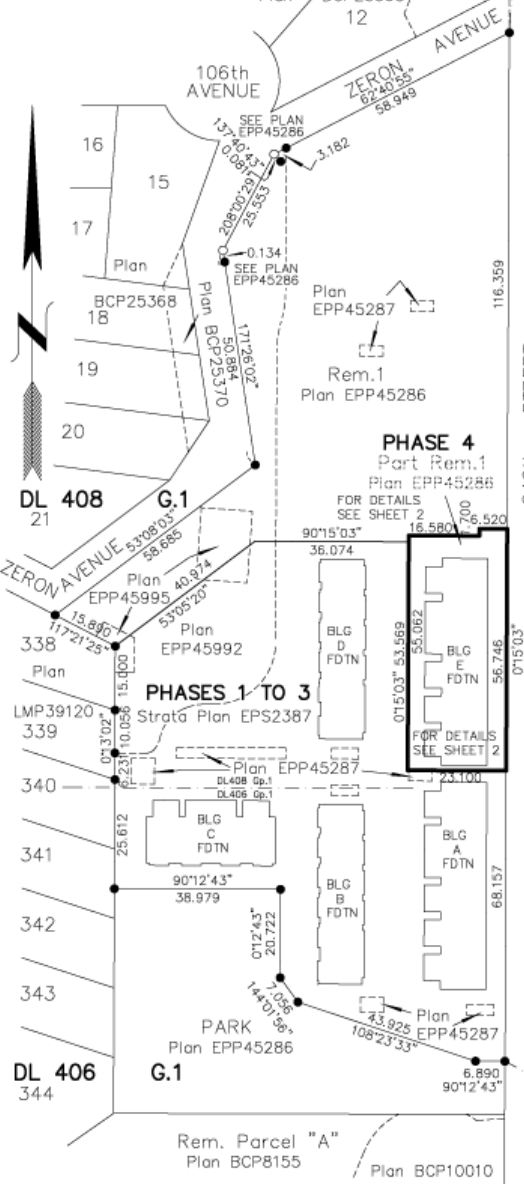 12
ZERON AVENUE
62°40'55"
58.949
106th
AVENUE
SEE PLAN
EPP45286
137°40'43"
0.081
3.182
208°00'29"
25.553
16
15
17
Plan
BCP25368
18
19
20
0.134
SEE PLAN
EPP45286
Plan BCP25370
171°26'02"
50.884
Plan
EPP45287
116.359
Rem.1
Plan EPP45286
N
PHASE 4
Part Rem.1
Plan EPP45286
FOR DETAILS
SEE SHEET 2
16.580
6.520
DL 408
G.1
21
ZERON AVENUE
53°08'03"
58.685
90°15'03"
36.074
Plan
EPP45995
40.974
53°05'20"
15.890
117°21'25"
Plan
EPP45992
BLG
D
FDTN
0°15'03"
53.569
55.062
BLG
E
FDTN
56.746
0°15'03"
338
Plan
LMP39120
339
15.000
0°13'02"
10.056
6.231
PHASES 1 TO 3
Strata Plan EPS2387
FOR DETAILS
SEE SHEET 2
Plan EPP45287
23.100
340
DL408 Gp.1
DL406 Gp.1
341
25.612
BLG
C
FDTN
BLG
B
FDTN
BLG
A
FDTN
68.157
90°12'43"
38.979
342
0°12'43"
20.722
343
7.056
144°01'56"
PARK
Plan EPP45286
43.925
108°23'33"
Plan
EPP45287
6.890
90°12'43"
DL 406
G.1
344
Rem. Parcel "A"
Plan BCP8155
Plan BCP10010